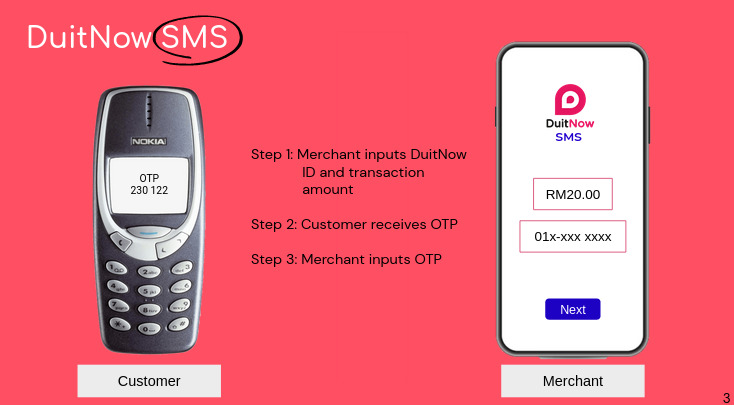 DuitNow SMS
NOKIA
OTP
230 122
Step 1: Merchant inputs DuitNow
ID and transaction
amount
Step 2: Customer receives OTP
Step 3: Merchant inputs OTP
DuitNow
SMS
RM20.00
01x-xxx xxxx
Next
Customer
Merchant
3